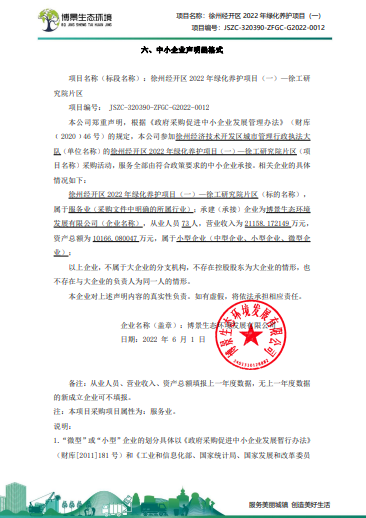 博景生态环境
BO JING SHENG TAI HUAN JING
项目名称：徐州经开区 2022 年绿化养护项目（一）
项目编号：JSZC-320390-ZFGC-G2022-0012
六、中小企业声明函格式
项目名称（标段名称）：徐州经开区 2022 年绿化养护项目（一）—徐工研
究院片区
项目编号： JSZC-320390-ZFGC-G2022-0012
本公司郑重声明，根据《政府采购促进中小企业发展管理办法》（财库
﹝2020﹞46 号）的规定，本公司参加徐州经济技术开发区城市管理行政执法大
队（单位名称）的徐州经开区 2022 年绿化养护项目（一）—徐工研究院片区（项
目名称）采购活动，服务全部由符合政策要求的中小企业承接。相关企业的具体
情况如下：
徐州经开区 2022 年绿化养护项目（一）—徐工研究院片区（标的名称），
属于服务业（采购文件中明确的所属行业）；承建（承接）企业为博景生态环境
发展有限公司（企业名称），从业人员 73 人，营业收入为 21158.172149 万元，
资产总额为 10166.080047 万元，属于小型企业（中型企业、小型企业、微型企
业）；
以上企业，不属于大企业的分支机构，不存在控股股东为大企业的情形，也
不存在与大企业的负责人为同一人的情形。
本企业对上述声明内容的真实性负责。如有虚假，将依法承担相应责任。
企业名称（盖章）：博景生态环境发展有限公司
日期：2022 年 6 月 1 日
博景生态环境发展有限公司
备注：从业人员、营业收入、资产总额填报上一年度数据，无上一年度数据
的新成立企业可不填报。
注：本项目采购项目属性为：服务业。
说明：
1.“微型”或“小型”企业的划分具体以《政府采购促进中小企业发展暂行办法》
（财库[2011]181 号）和《工业和信息化部、国家统计局、国家发展和改革委员
服务美丽城镇 创造美好生活